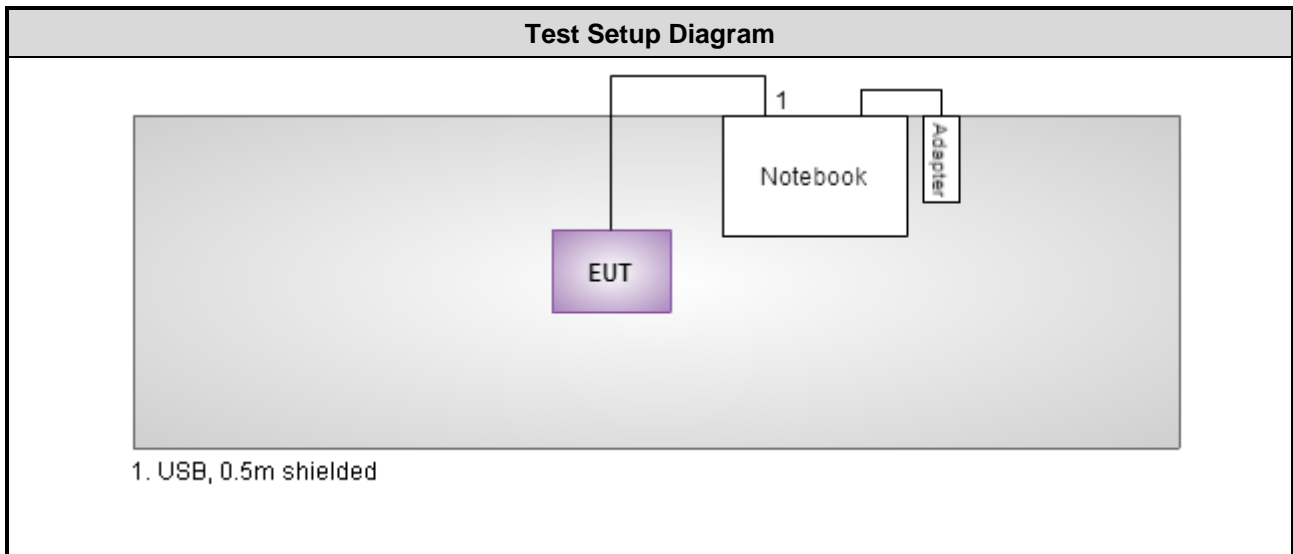 Test Setup Diagram
1
Adapter
Notebook
EUT
1. USB, 0.5m shielded